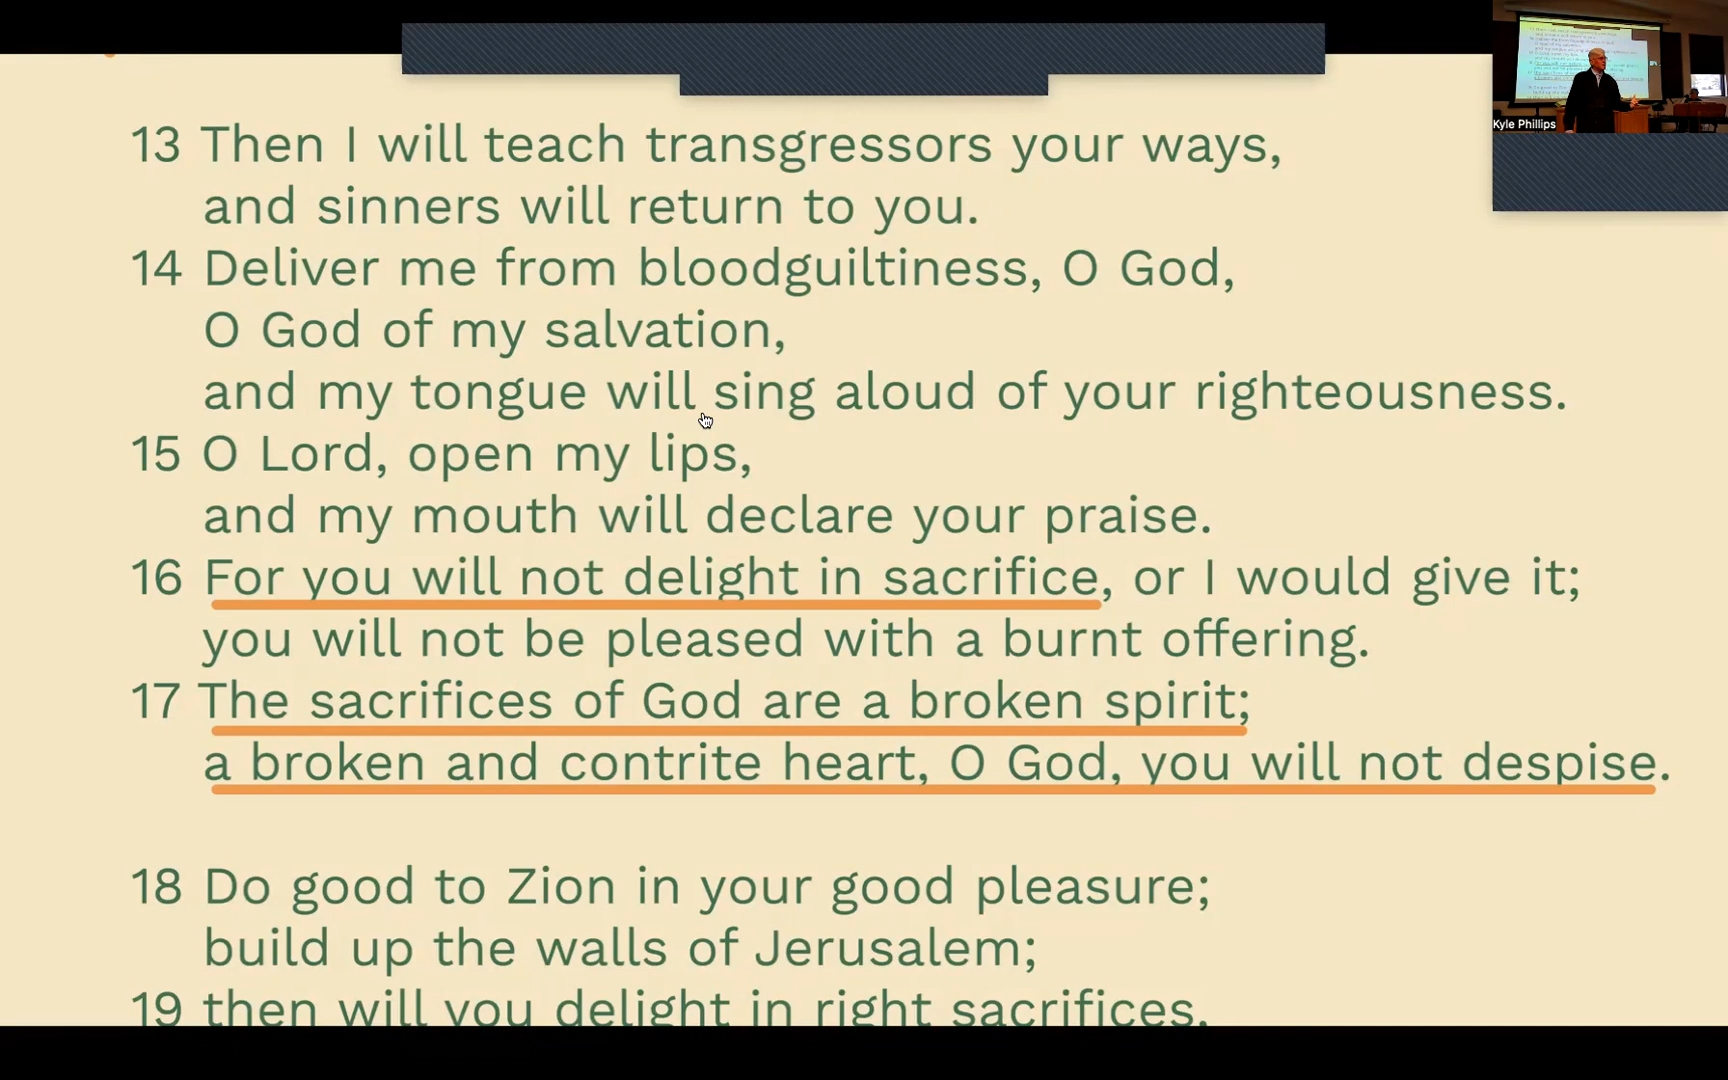 Kyle Phillips
13 Then I will teach transgressors your ways,
and sinners will return to you.
14 Deliver me from bloodguiltiness, O God,
O God of my salvation,
and my tongue will sing aloud of your righteousness.
15 O Lord, open my lips,
and my mouth will declare your praise.
16 For you will not delight in sacrifice, or I would give it;
you will not be pleased with a burnt offering.
17 The sacrifices of God are a broken spirit;
a broken and contrite heart, O God, you will not despise.
18 Do good to Zion in your good pleasure;
build up the walls of Jerusalem;
19 then will you delight in right sacrifices,